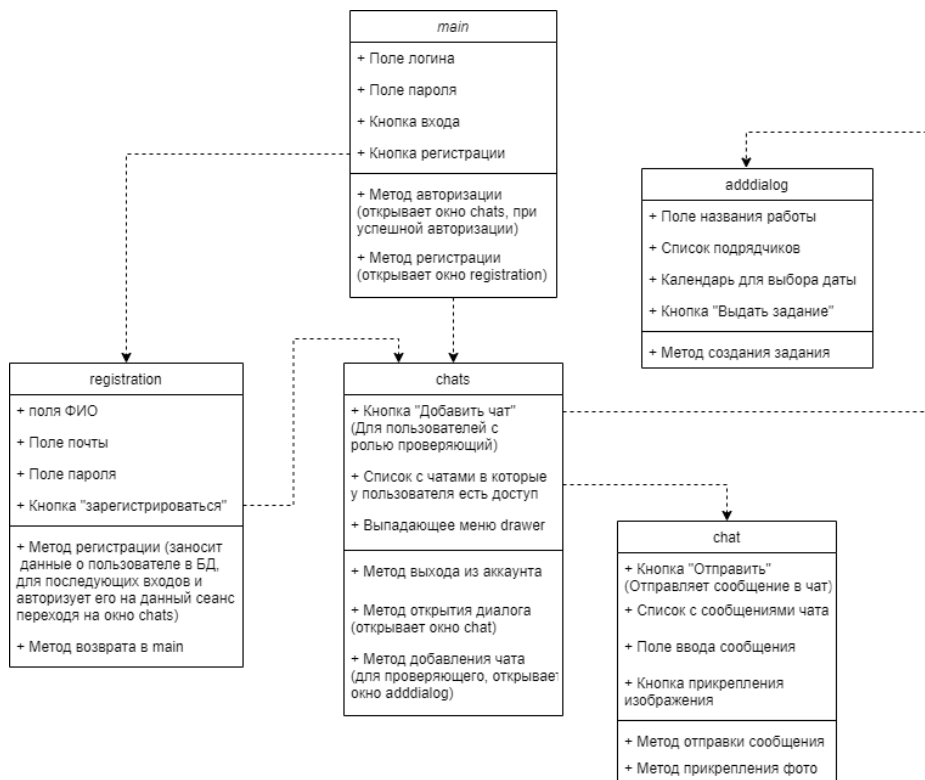 main
+ Поле логина
+ Поле пароля
+ Кнопка входа
+ Кнопка регистрации
+ Метод авторизации
(открывает окно chats, при
успешной авторизации)
+ Метод регистрации
(открывает окно registration)
adddialog
+ Поле названия работы
+ Список подрядчиков
+ Календарь для выбора даты
+ Кнопка "Выдать задание"
+ Метод создания задания
registration
+ поля ФИО
+ Поле почты
+ Поле пароля
+ Кнопка "зарегистрироваться"
+ Метод регистрации (заносит
данные о пользователе в БД,
для последующих входов и
авторизует его на данный сеанс
переходя на окно chats)
+ Метод возврата в main
chats
+ Кнопка "Добавить чат"
(Для пользователей с
ролью проверяющий)
+ Список с чатами в которые
у пользователя есть доступ
+ Выпадающее меню drawer
+ Метод выхода из аккаунта
+ Метод открытия диалога
(открывает окно chat)
+ Метод добавления чата
(для проверяющего, открывает
окно adddialog)
chat
+ Кнопка "Отправить"
(Отправляет сообщение в чат)
+ Список с сообщениями чата
+ Поле ввода сообщения
+ Кнопка прикрепления
изображения
+ Метод отправки сообщения
+ Метод прикрепления фото